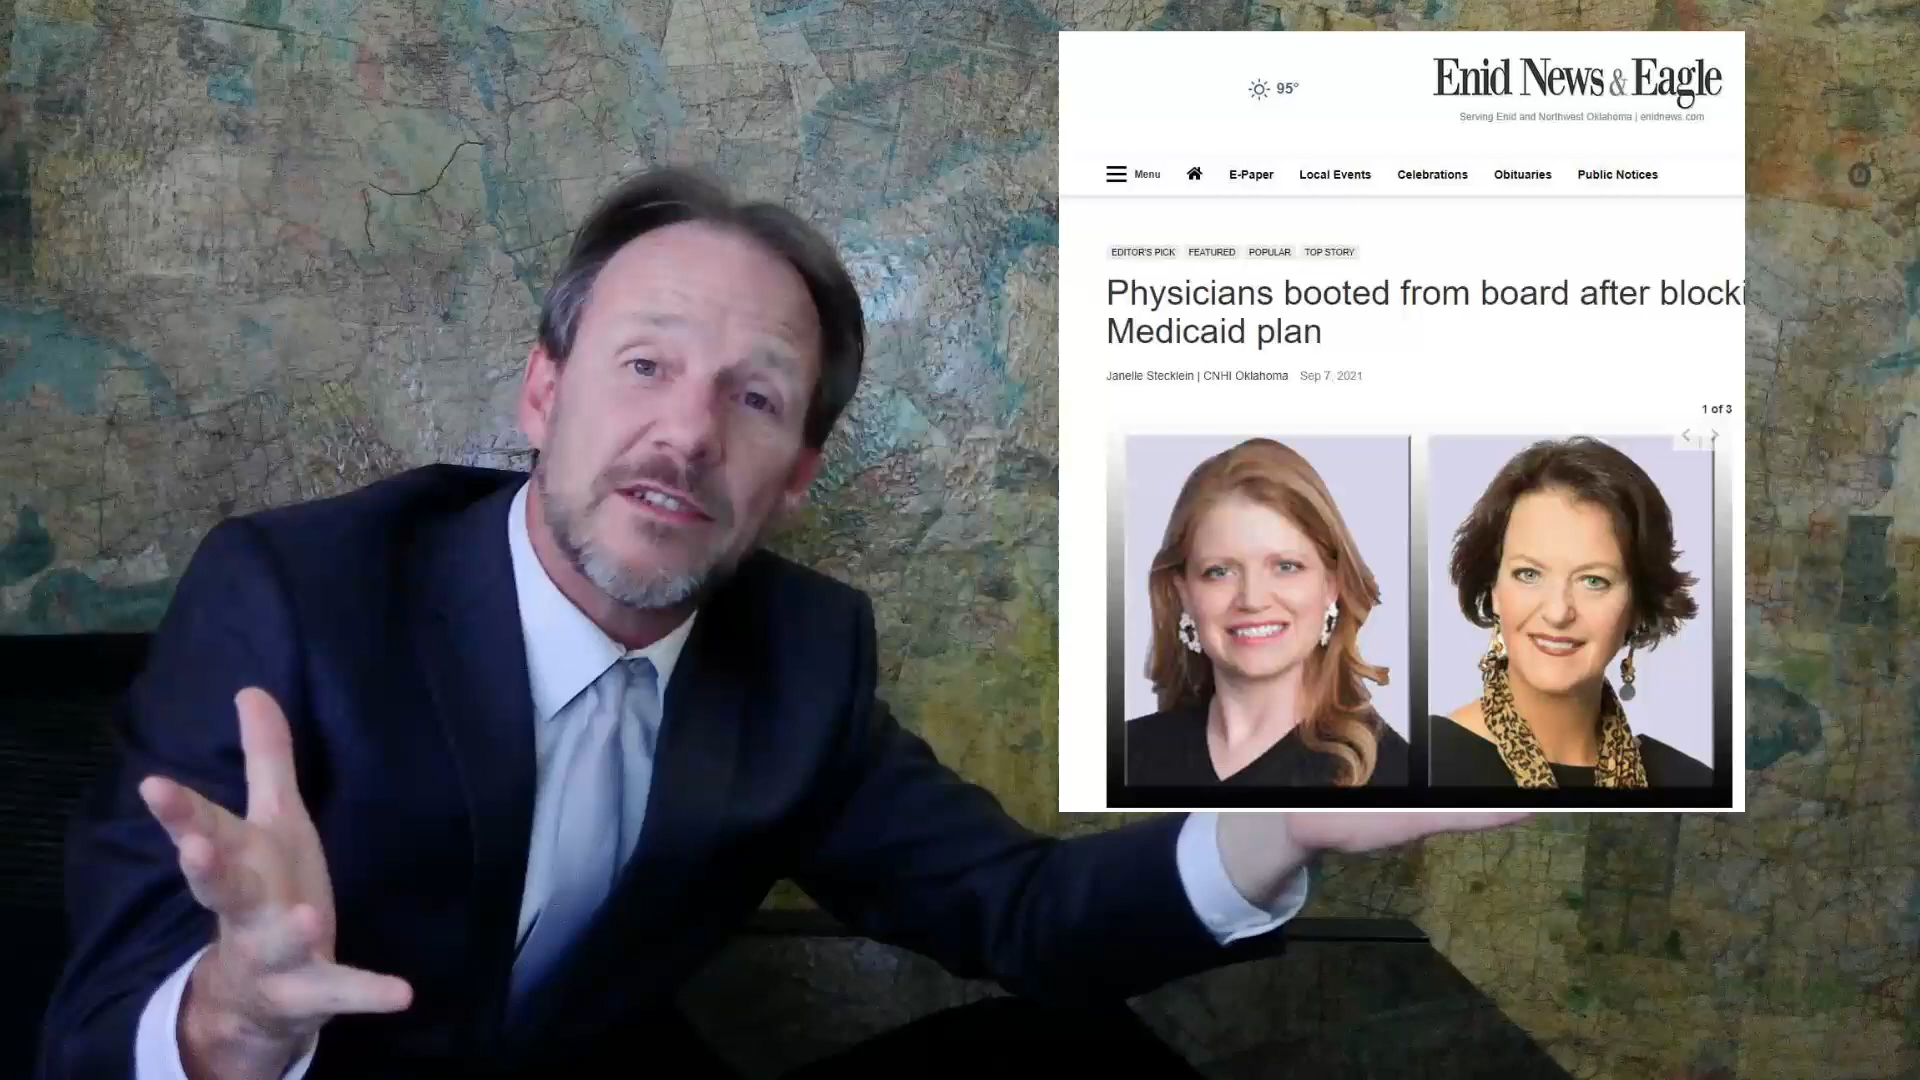 95°
Enid News & Eagle
Serving Enid and Northwest Oklahoma | enidnews.com
Menu E-Paper Local Events Celebrations Obituaries Public Notices
EDITOR'S PICK FEATURED POPULAR TOP STORY
Physicians booted from board after blocki
Medicaid plan
Janelle Stecklein | CNHI Oklahoma Sep 7, 2021
1 of 3